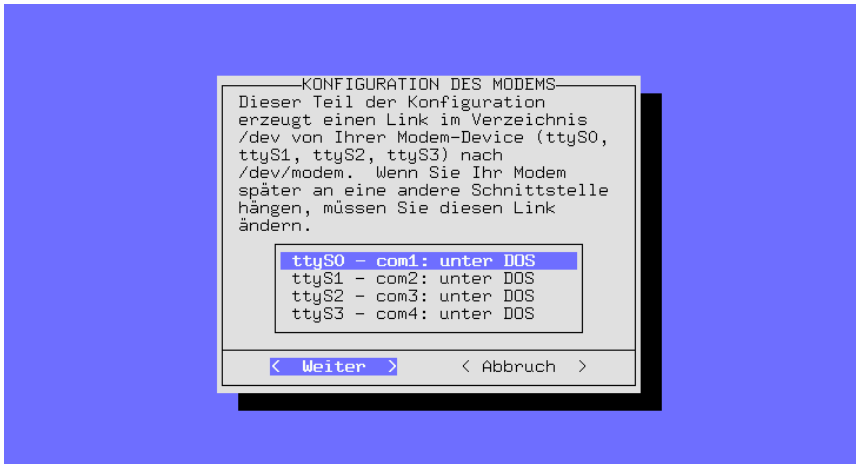 KONFIGURATION DES MODEMS
Dieser Teil der Konfiguration
erzeugt einen Link im Verzeichnis
/dev von Ihrer Modem-Device (ttyS0,
ttyS1, ttyS2, ttyS3) nach
/dev/modem.  Wenn Sie Ihr Modem
später an eine andere Schnittstelle
hängen, müssen Sie diesen Link
ändern.
ttyS0 - com1: unter DOS
ttyS1 - com2: unter DOS
ttyS2 - com3: unter DOS
ttyS3 - com4: unter DOS
< Weiter > < Abbruch >